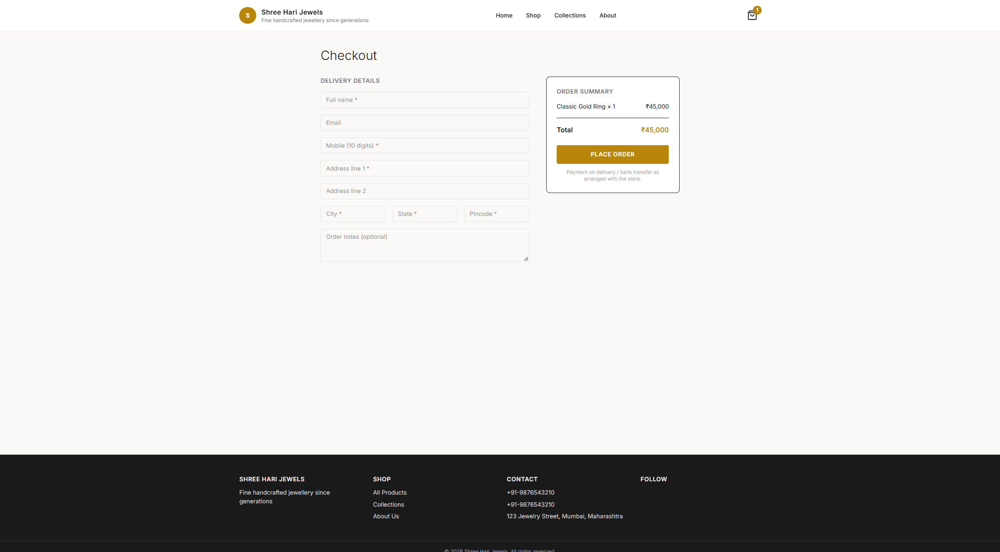 S
Shree Hari Jewels
Fine handcrafted jewellery since generations
Home
Shop
Collections
About
1
Checkout
DELIVERY DETAILS
Full name *
Email
Mobile (10 digits) *
Address line 1 *
Address line 2
City *
State *
Pincode *
Order notes (optional)
ORDER SUMMARY
Classic Gold Ring × 1
₹45,000
Total
₹45,000
PLACE ORDER
Payment on delivery / bank transfer as
arranged with the store.
SHREE HARI JEWELS
Fine handcrafted jewellery since
generations
SHOP
All Products
Collections
About Us
CONTACT
+91-9876543210
+91-9876543210
123 Jewelry Street, Mumbai, Maharashtra
FOLLOW
© 2026 Shree Hari Jewels. All rights reserved